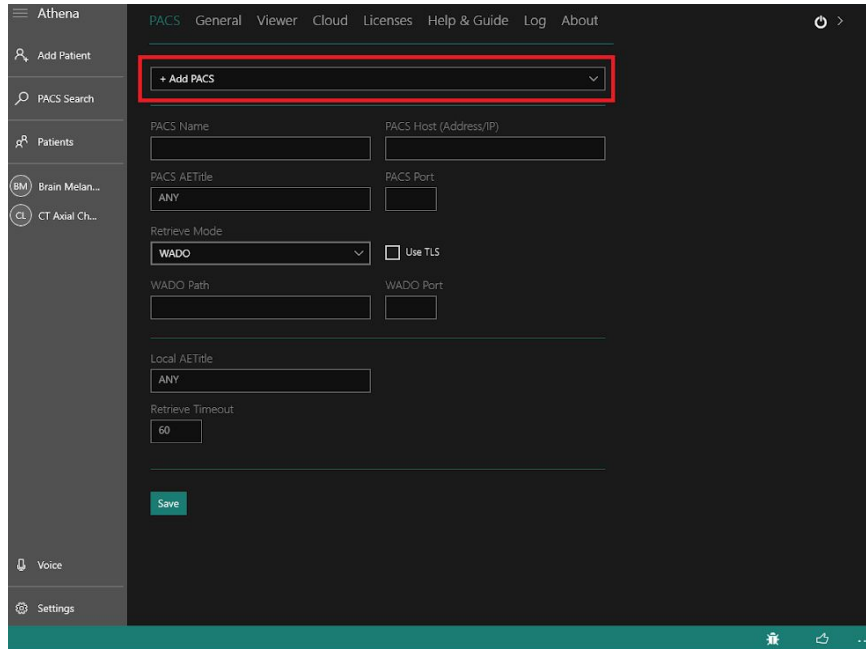 Athena
Add Patient
PACS Search
Patients
BM Brain Melan...
CL CT Axial Ch...
Voice
Settings
PACS General Viewer Cloud Licenses Help & Guide Log About
+ Add PACS
PACS Name PACS Host (Address/IP)
PACS AETitle PACS Port
ANY
Retrieve Mode
WADO Use TLS
WADO Path WADO Port
Local AETitle
ANY
Retrieve Timeout
60
Save